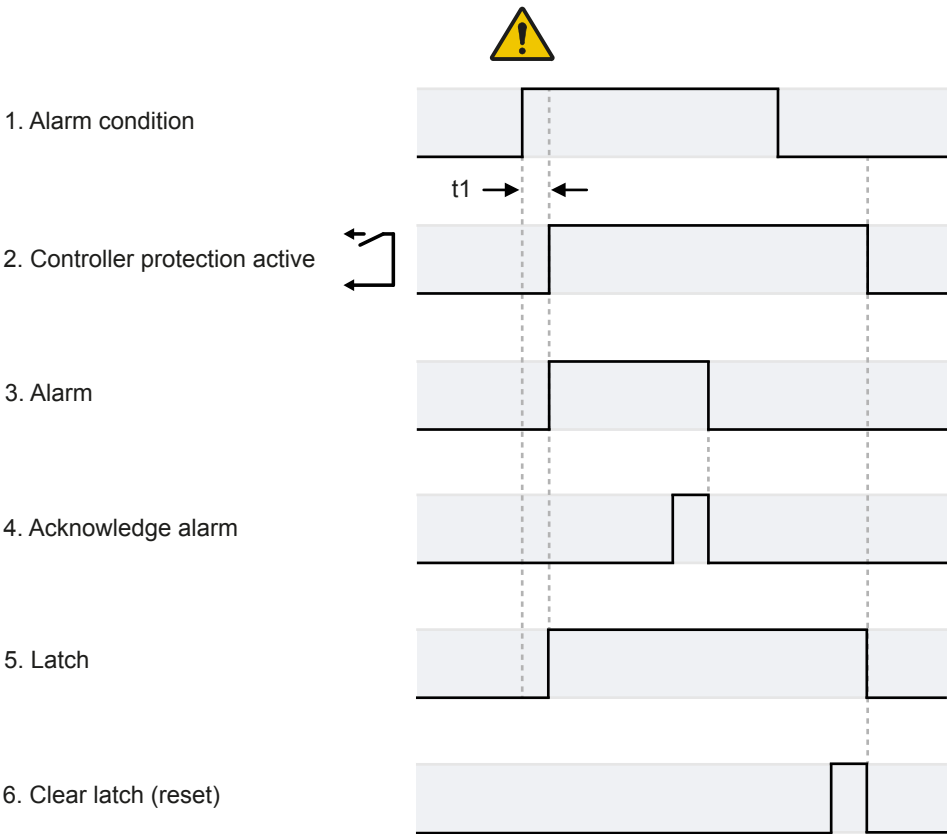 1. Alarm condition
t1
2. Controller protection active
3. Alarm
4. Acknowledge alarm
5. Latch
6. Clear latch (reset)